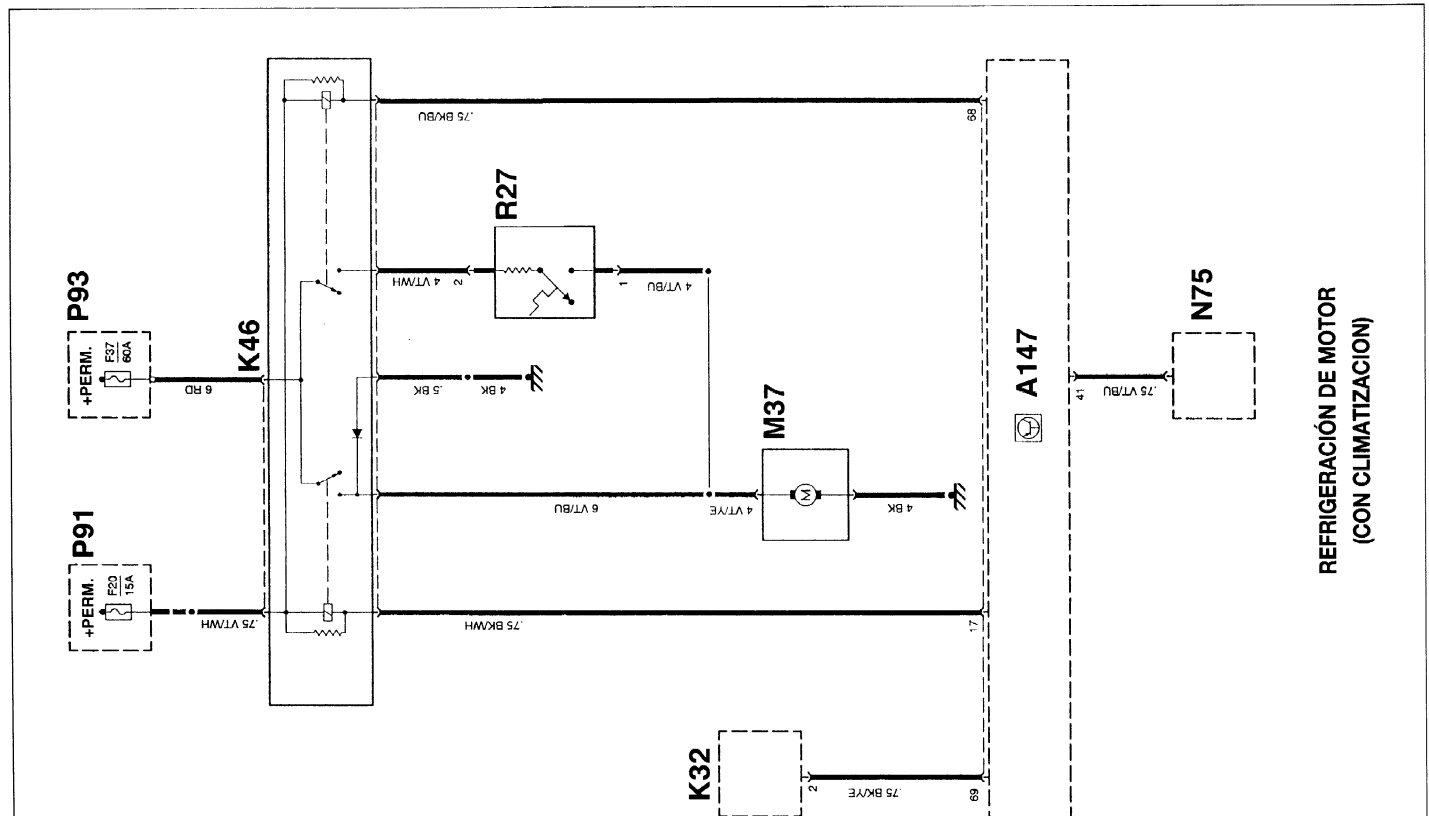 P93
+PERM.
F37
60A
6 RD
K46
P91
+PERM.
F20
15A
.75 VT/WH
.75 BK/BU
68
4 VT/WH
2
R27
1
4 VT/BU
.5 BK
4 BK
6 VT/BU
4 VT/YE
M37
M
4 BK
.75 BK/WH
17
K32
2
.75 BK/YE
69
A147
41
.75 VT/BU
N75
REFRIGERACIÓN DE MOTOR
(CON CLIMATIZACION)